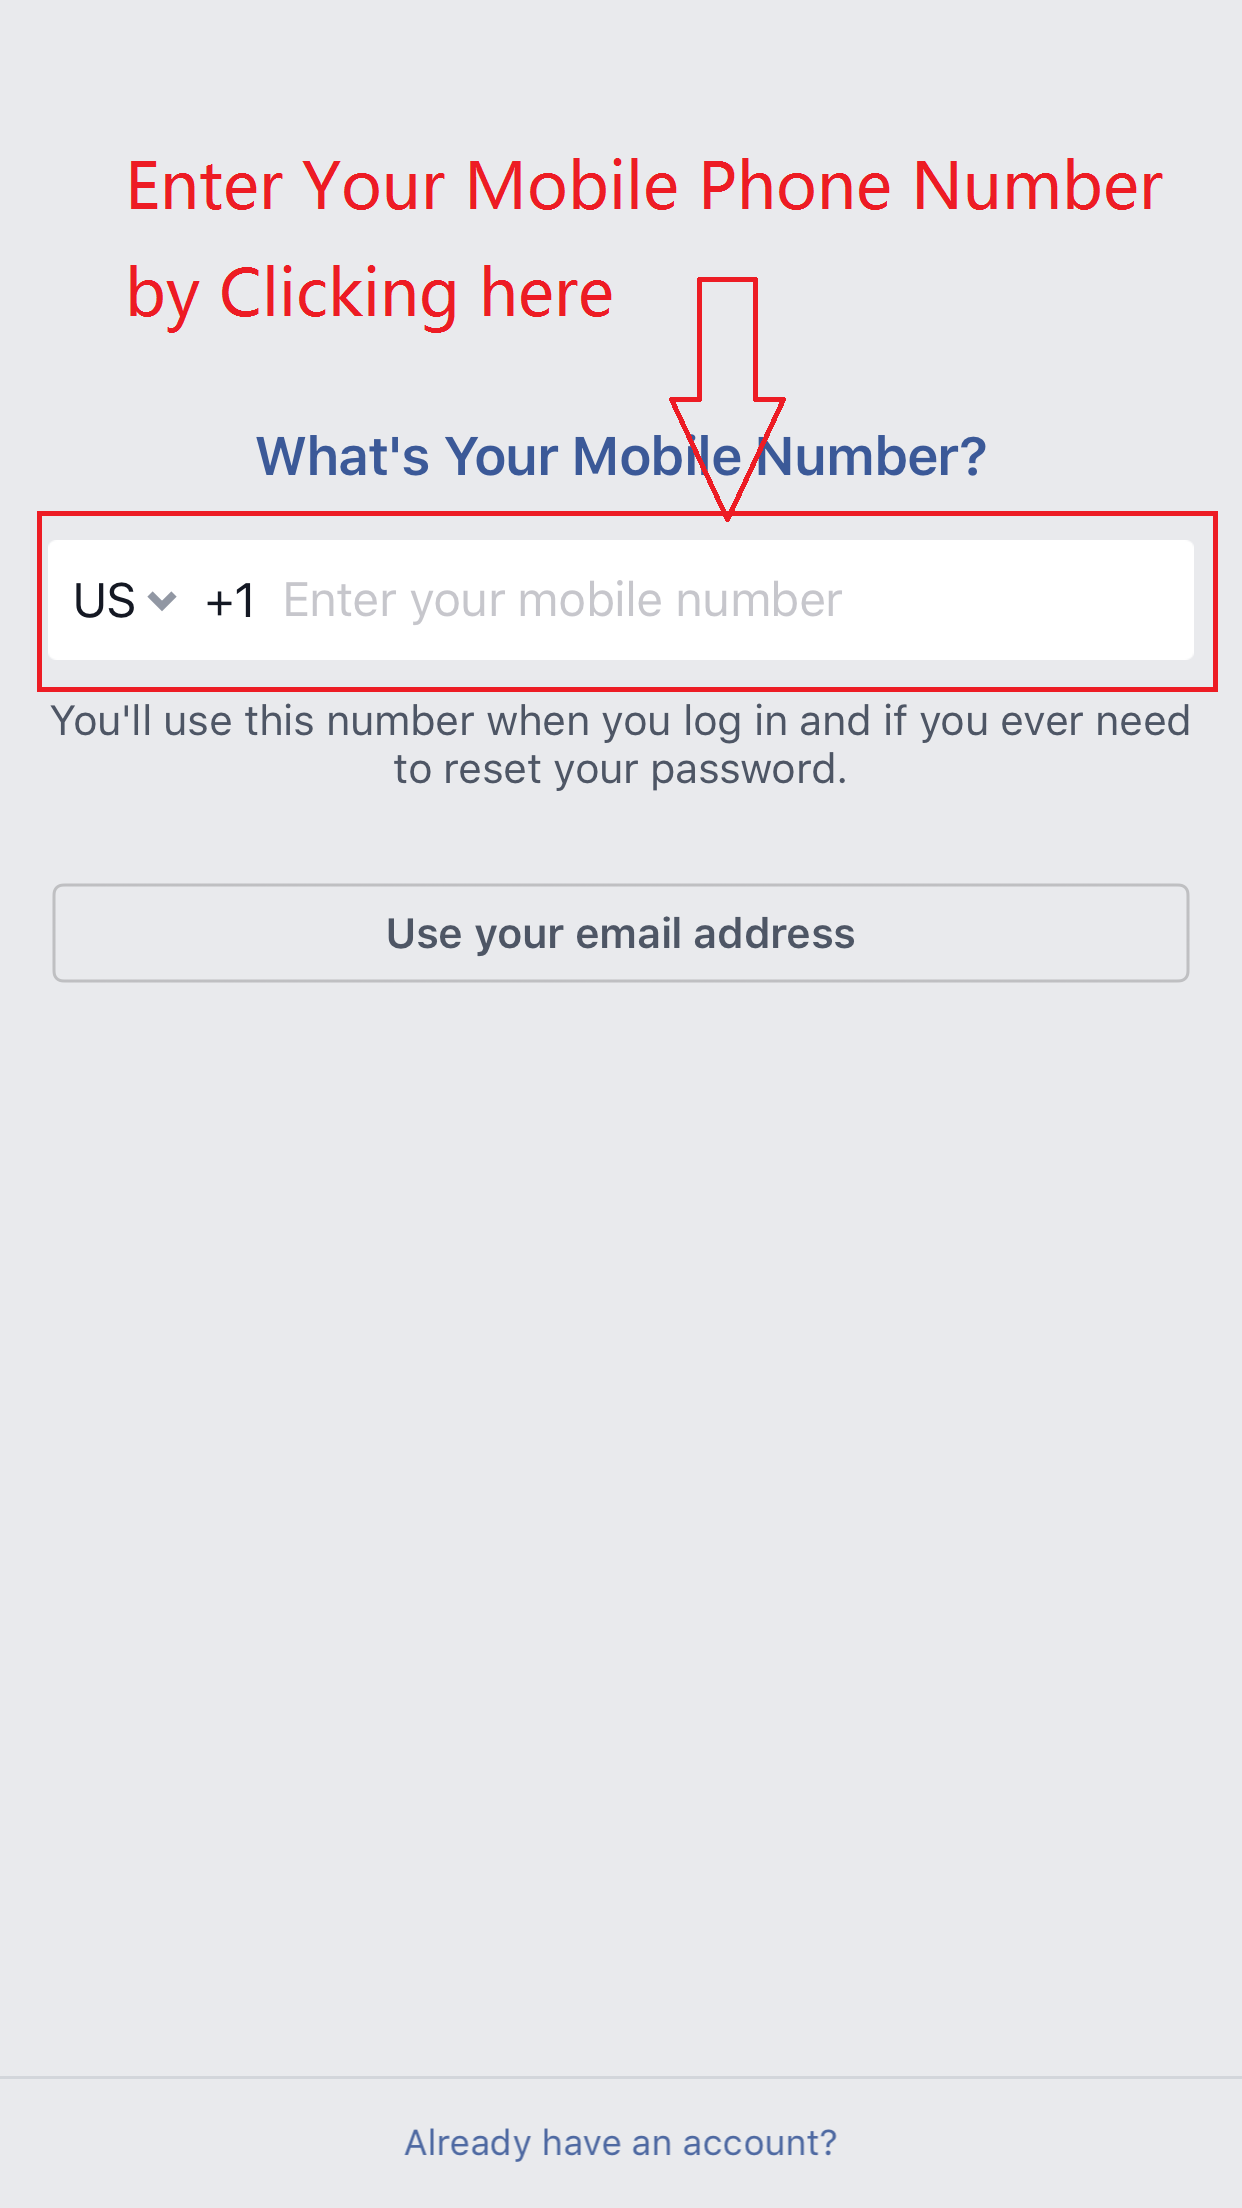 Enter Your Mobile Phone Number
by Clicking here
What's Your Mobile Number?
US +1 Enter your mobile number
You'll use this number when you log in and if you ever need
to reset your password.
Use your email address
Already have an account?